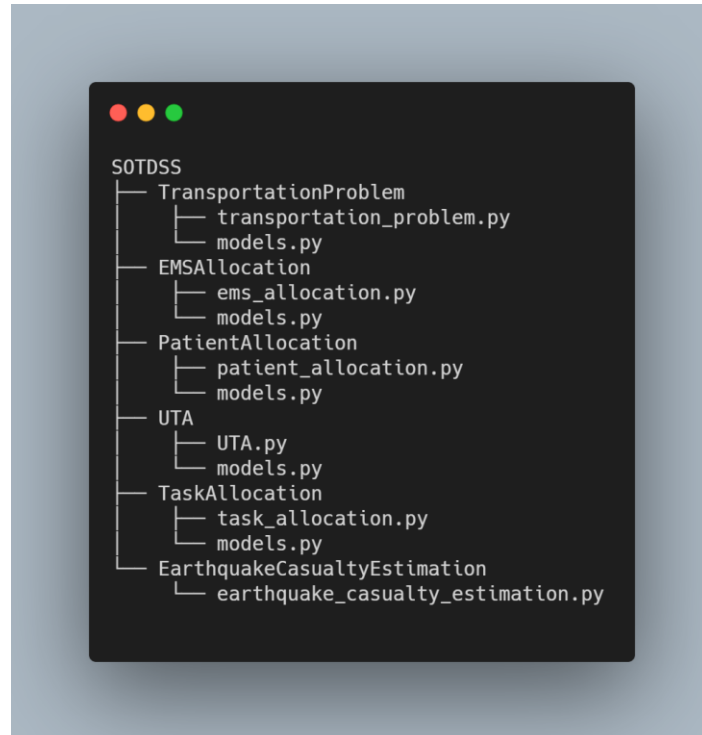 SOTDSS
├── TransportationProblem
│   ├── transportation_problem.py
│   └── models.py
├── EMSAllocation
│   ├── ems_allocation.py
│   └── models.py
├── PatientAllocation
│   ├── patient_allocation.py
│   └── models.py
├── UTA
│   ├── UTA.py
│   └── models.py
├── TaskAllocation
│   ├── task_allocation.py
│   └── models.py
└── EarthquakeCasualtyEstimation
    └── earthquake_casualty_estimation.py